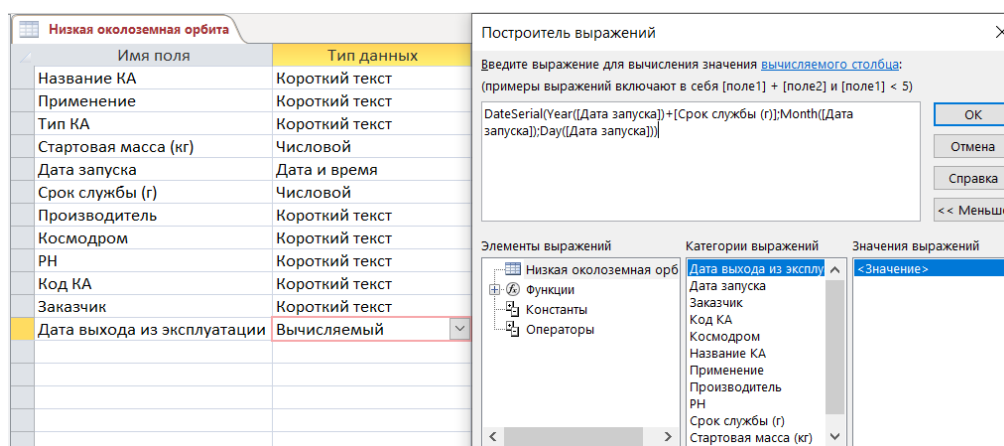 Низкая околоземная орбита
Имя поля Тип данных
Название КА Короткий текст
Применение Короткий текст
Тип КА Короткий текст
Стартовая масса (кг) Числовой
Дата запуска Дата и время
Срок службы (г) Числовой
Производитель Короткий текст
Космодром Короткий текст
РН Короткий текст
Код КА Короткий текст
Заказчик Короткий текст
Дата выхода из эксплуатации Вычисляемый
Построитель выражений
Введите выражение для вычисления значения вычисляемого столбца:
(примеры выражений включают в себя [поле1] + [поле2] и [поле1] < 5)
DateSerial(Year([Дата запуска])+[Срок службы (г)];Month([Дата
запуска]);Day([Дата запуска]))
ОК
Отмена
Справка
<< Меньше
Элементы выражений
Низкая околоземная орб
Функции
Константы
Операторы
Категории выражений
Дата выхода из эксплу
Дата запуска
Заказчик
Код КА
Космодром
Название КА
Применение
Производитель
РН
Срок службы (г)
Стартовая масса (кг)
Значения выражений
<Значение>